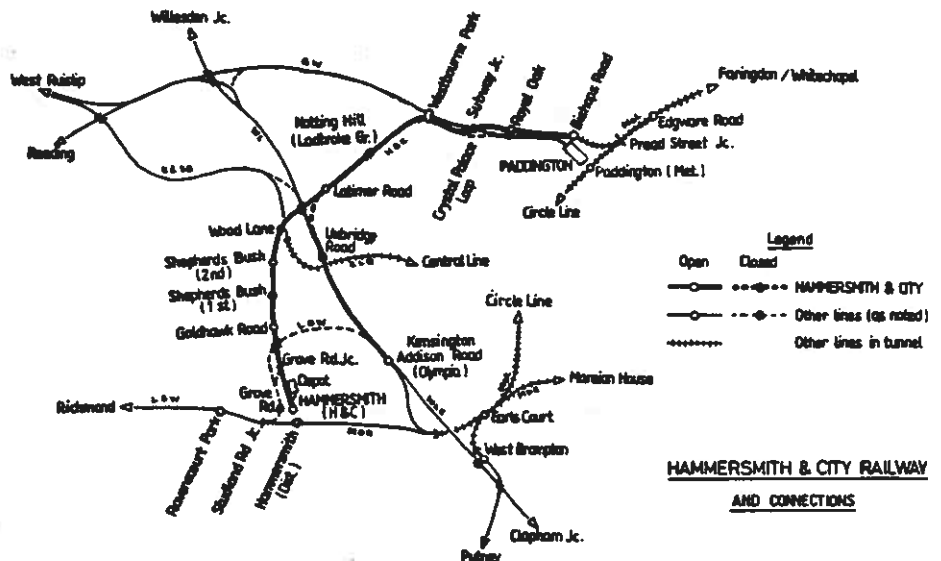 Willesden Jc.
West Ruislip
Reading
G.W
Westbourne Park
Subway Jc.
Royal Oak
Bishops Road
Farringdon / Whitechapel
Edgware Road
Praed Street Jc.
PADDINGTON
Paddington (Met.)
Circle Line
Crystal Palace
Loop
Notting Hill
(Ladbroke Gr.)
H&C
Latimer Road
Wood Lane
Uxbridge
Road
Central Line
Shepherds Bush
(2nd)
Shepherds Bush
(1st)
Goldhawk Road
L&SW
Grove Rd. Jc.
Depot
Grove
Rd
HAMMERSMITH
(H&C)
Kensington
Addison Road
(Olympia)
Circle Line
Mansion House
Earls Court
West Brompton
Richmond
Ravenscourt Park
Studland Rd Jc
Hammersmith
(Dist.)
Putney
Clapham Jc.
Legend
Open Closed
HAMMERSMITH & CITY
Other lines (as noted)
Other lines in tunnel
HAMMERSMITH & CITY RAILWAY
AND CONNECTIONS